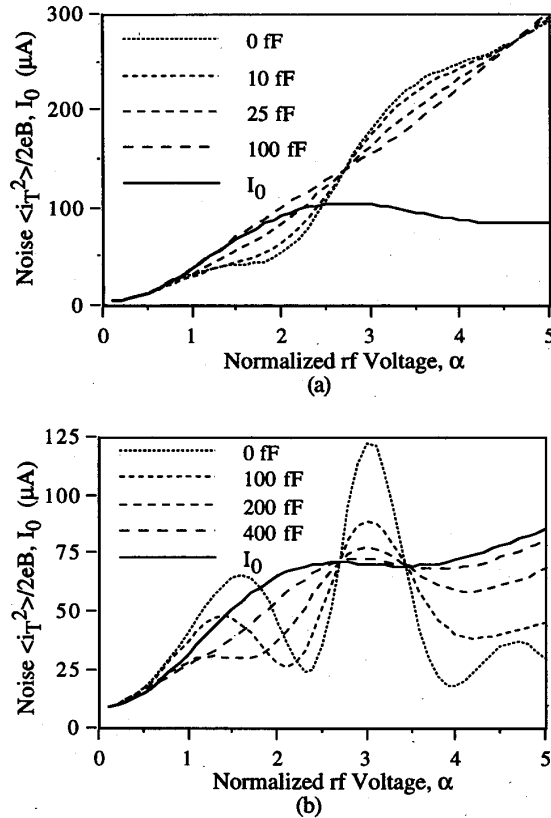 300
200
100
0
Noise <i_T²>/2eB, I₀ (μA)
0 fF
10 fF
25 fF
100 fF
I₀
0 1 2 3 4 5
Normalized rf Voltage, α
(a)
125
100
75
50
25
0
Noise <i_T²>/2eB, I₀ (μA)
0 fF
100 fF
200 fF
400 fF
I₀
0 1 2 3 4 5
Normalized rf Voltage, α
(b)